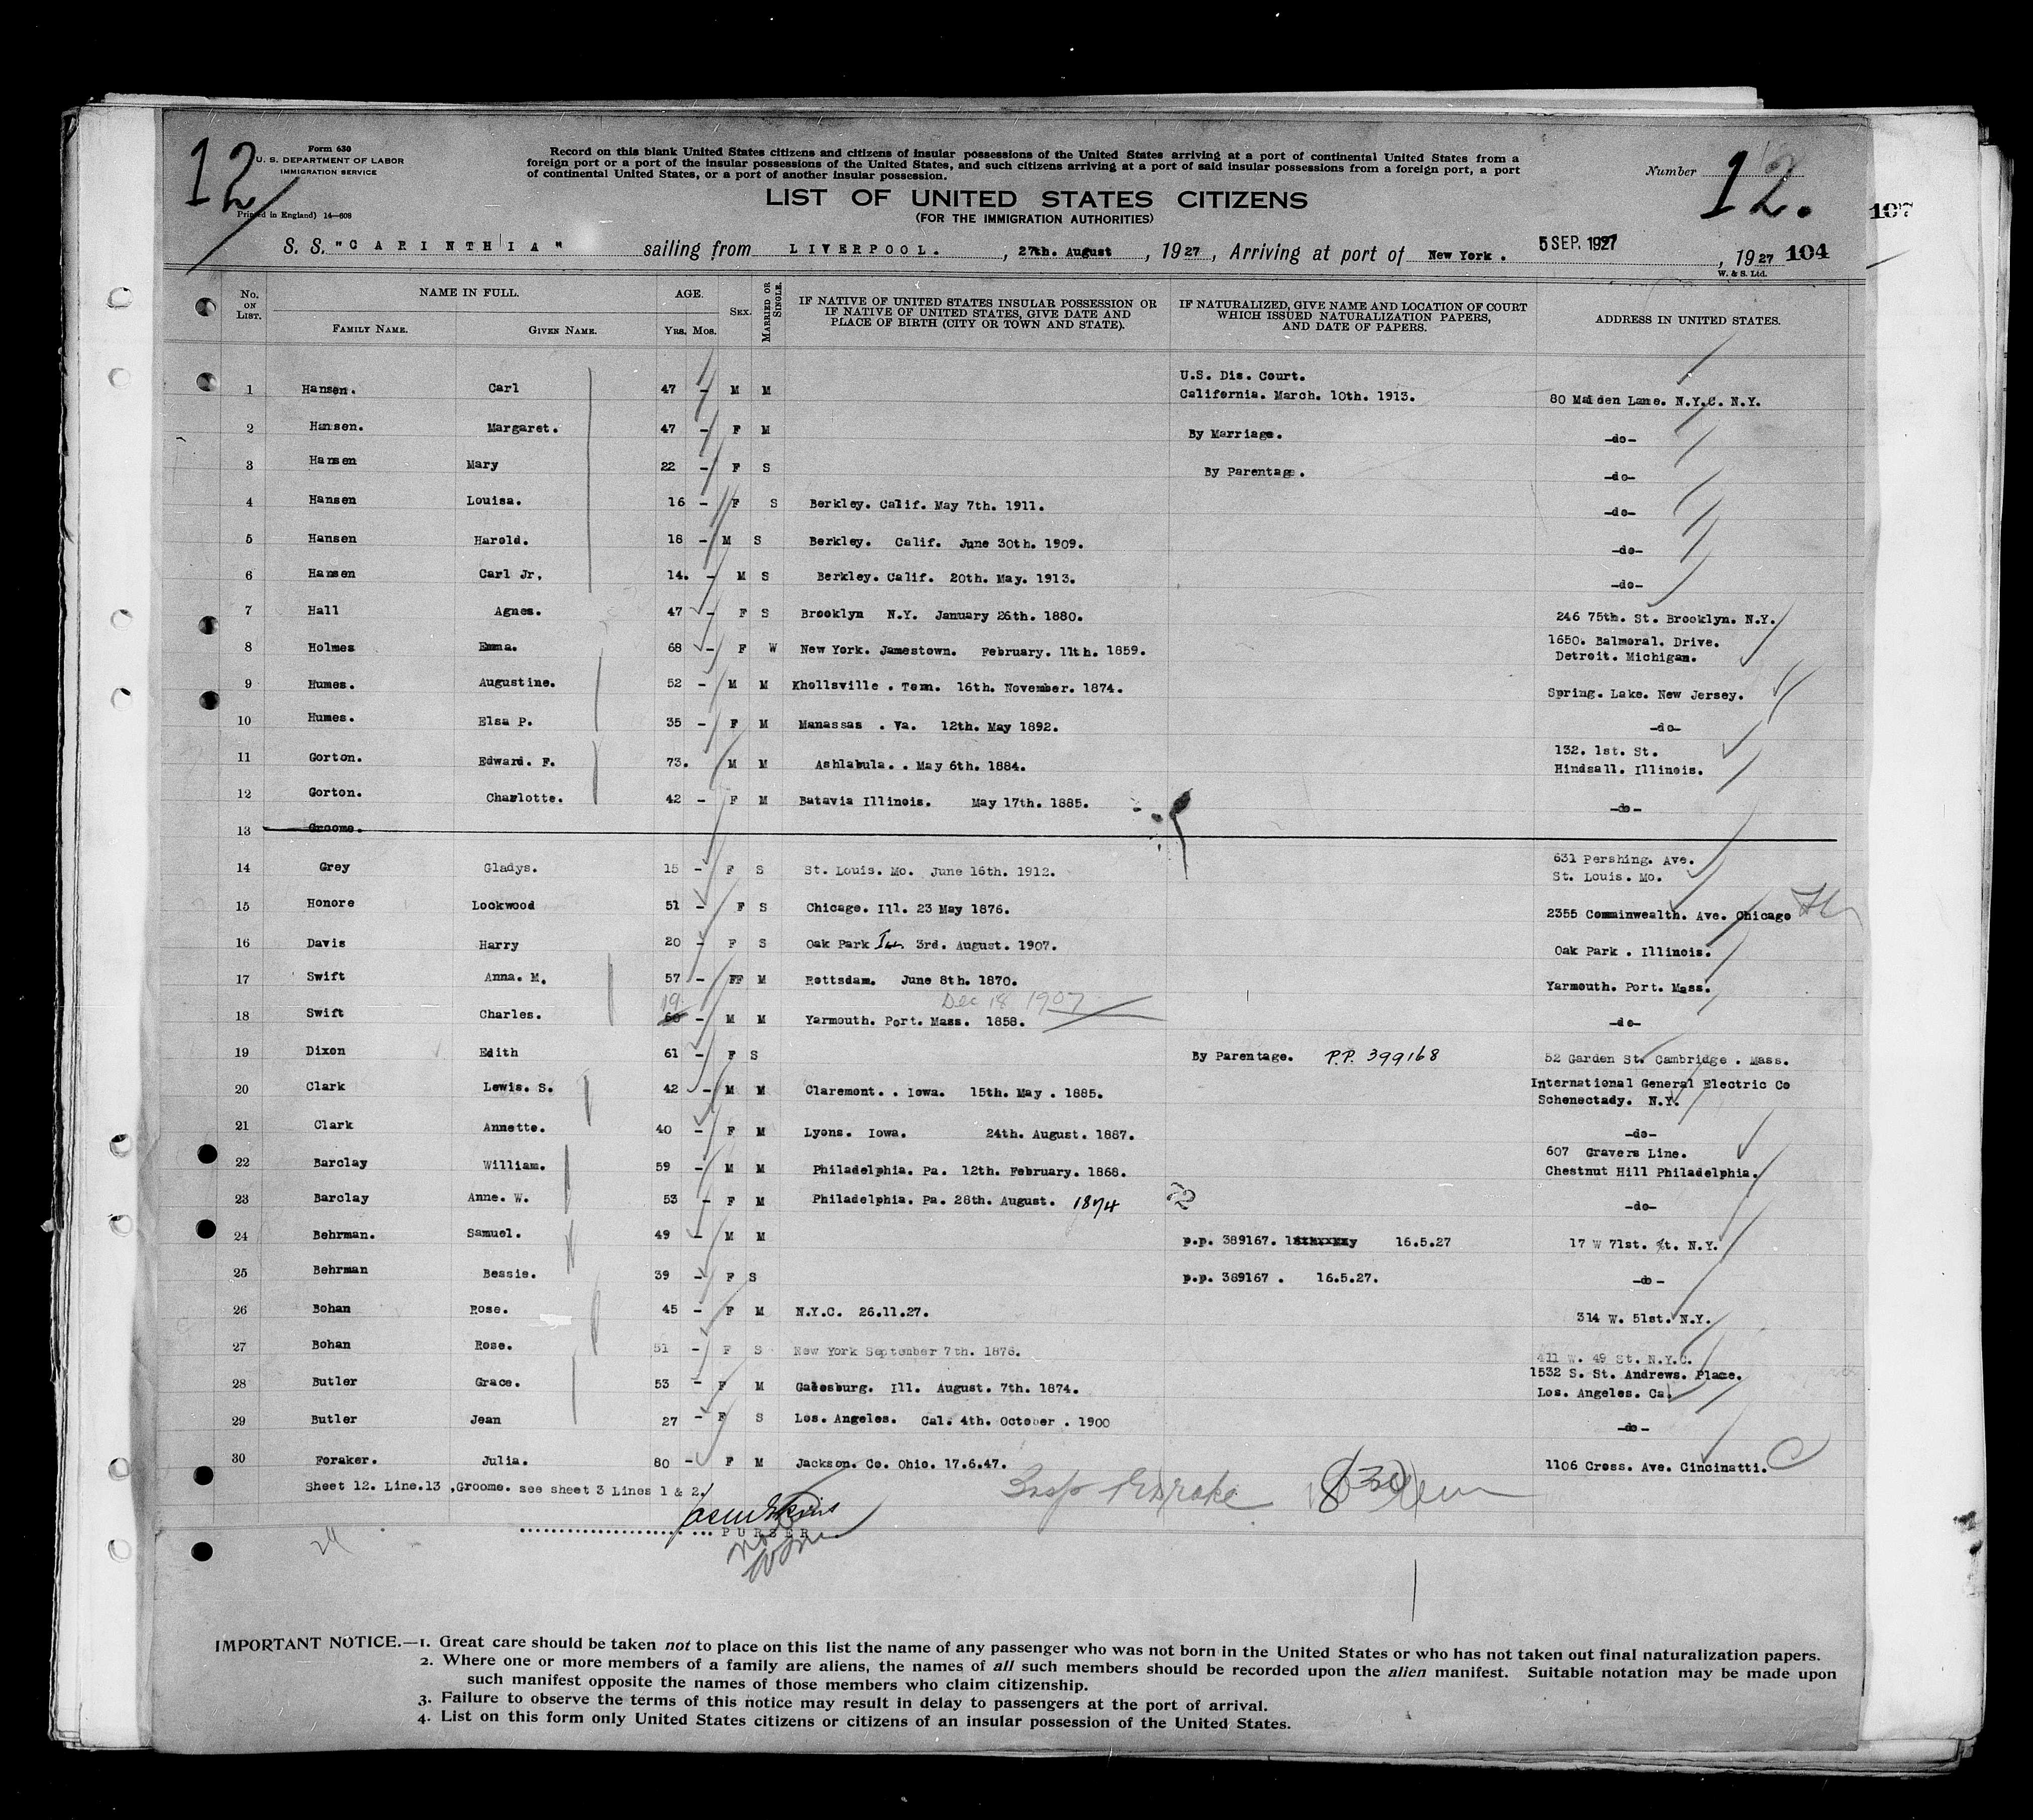 12
Form 630
U. S. DEPARTMENT OF LABOR
IMMIGRATION SERVICE
Printed in England) 14—608
Record on this blank United States citizens and citizens of insular possessions of the United States arriving at a port of continental United States from a
foreign port or a port of the insular possessions of the United States, and such citizens arriving at a port of said insular possessions from a foreign port, a port
of continental United States, or a port of another insular possession.
LIST OF UNITED STATES CITIZENS
(FOR THE IMMIGRATION AUTHORITIES)
Number 12.
107
S. S. "CARINTHIA" sailing from LIVERPOOL. , 27th. August , 1927 , Arriving at port of New York . 5 SEP. 1927 , 1927 104
W. & S. Ltd.
No. ON LIST. NAME IN FULL. FAMILY NAME. GIVEN NAME. AGE. YRS. MOS. SEX. MARRIED OR SINGLE. IF NATIVE OF UNITED STATES INSULAR POSSESSION OR IF NATIVE OF UNITED STATES, GIVE DATE AND PLACE OF BIRTH (CITY OR TOWN AND STATE). IF NATURALIZED, GIVE NAME AND LOCATION OF COURT WHICH ISSUED NATURALIZATION PAPERS, AND DATE OF PAPERS. ADDRESS IN UNITED STATES.
1 Hansen. Carl 47 - M M U.S. Dis. Court. California. March. 10th. 1913. 80 Maiden Lane. N.Y.C. N.Y.
2 Hansen. Margaret. 47 - F M By Marriage. -do-
3 Hansen Mary 22 - F S By Parentage. -do-
4 Hansen Louisa. 16 - F S Berkley. Calif. May 7th. 1911. -do-
5 Hansen Harold. 18 - M S Berkley. Calif. June 30th. 1909. -do-
6 Hansen Carl Jr, 14. - M S Berkley. Calif. 20th. May. 1913. -do-
7 Hall Agnes. 47 - F S Brooklyn N.Y. January 26th. 1880. 246 75th. St. Brooklyn. N.Y.
8 Holmes Emma. 68 - F W New York. Jamestown. February. 11th. 1859. 1650. Balmoral. Drive. Detroit. Michigan.
9 Humes. Augustine. 52 - M M Khollsville . Tenn. 16th. November. 1874. Spring. Lake. New Jersey.
10 Humes. Elsa P. 35 - F M Manassas . Va. 12th. May 1892. -do-
11 Gorton. Edward. F. 73. M M Ashlabula. . May 6th. 1884. 132. 1st. St. Hindsall. Illinois.
12 Gorton. Charlotte. 42 - F M Batavia Illinois. May 17th. 1885. -do-
13 Groome.
14 Grey Gladys. 15 - F S St. Louis. Mo. June 16th. 1912. 631 Pershing. Ave. St. Louis. Mo.
15 Honore Lockwood 51 - F S Chicago. Ill. 23 May 1876. 2355 Comminwealth. Ave. Chicago
16 Davis Harry 20 - F S Oak Park 3rd. August. 1907. Oak Park . Illinois.
17 Swift Anna. M. 57 - FF M Rottsdam. June 8th. 1870. Yarmouth. Port. Mass.
18 Swift Charles. 19 - M M Yarmouth. Port. Mass. 1858. Dec 18 1907 -do-
19 Dixon Edith 61 - F S By Parentage. P.P. 399168 52 Garden St. Cambridge . Mass.
20 Clark Lewis. S. 42 - M M Claremont. . Iowa. 15th. May . 1885. International General Electric Co Schenectady. N.Y.
21 Clark Annette. 40 - F M Lyons. Iowa. 24th. August. 1887. -do-
22 Barclay William. 59 - M M Philadelphia. Pa. 12th. February. 1868. 607 Gravers Line. Chestnut Hill Philadelphia.
23 Barclay Anne. W. 53 - F M Philadelphia. Pa. 28th. August. 1874 -do-
24 Behrman. Samuel. 49 - M M p.p. 389167. 16.5.27 17 W 71st. St. N.Y.
25 Behrman Bessie. 39 - F S p.p. 389167 . 16.5.27. -do-
26 Bohan Rose. 45 - F M N.Y.C. 26.11.27. 314 W. 51st. N.Y.
27 Bohan Rose. 51 - F S New York September 7th. 1876. 411 W. 49 St. N.Y.C.
28 Butler Grace. 53 - F M Galesburg. Ill. August. 7th. 1874. 1532 S. St. Andrews. Place. Los. Angeles. Ca.
29 Butler Jean 27 - F S Los. Angeles. Cal. 4th. October . 1900 -do-
30 Foraker. Julia. 80 - F M Jackson. Co. Ohio. 17.6.47. 1106 Cross. Ave. Cincinatti.
Sheet 12. Line.13 ,Groome. see sheet 3 Lines 1 & 2.
PURSER
IMPORTANT NOTICE.—1. Great care should be taken not to place on this list the name of any passenger who was not born in the United States or who has not taken out final naturalization papers.
2. Where one or more members of a family are aliens, the names of all such members should be recorded upon the alien manifest. Suitable notation may be made upon
such manifest opposite the names of those members who claim citizenship.
3. Failure to observe the terms of this notice may result in delay to passengers at the port of arrival.
4. List on this form only United States citizens or citizens of an insular possession of the United States.